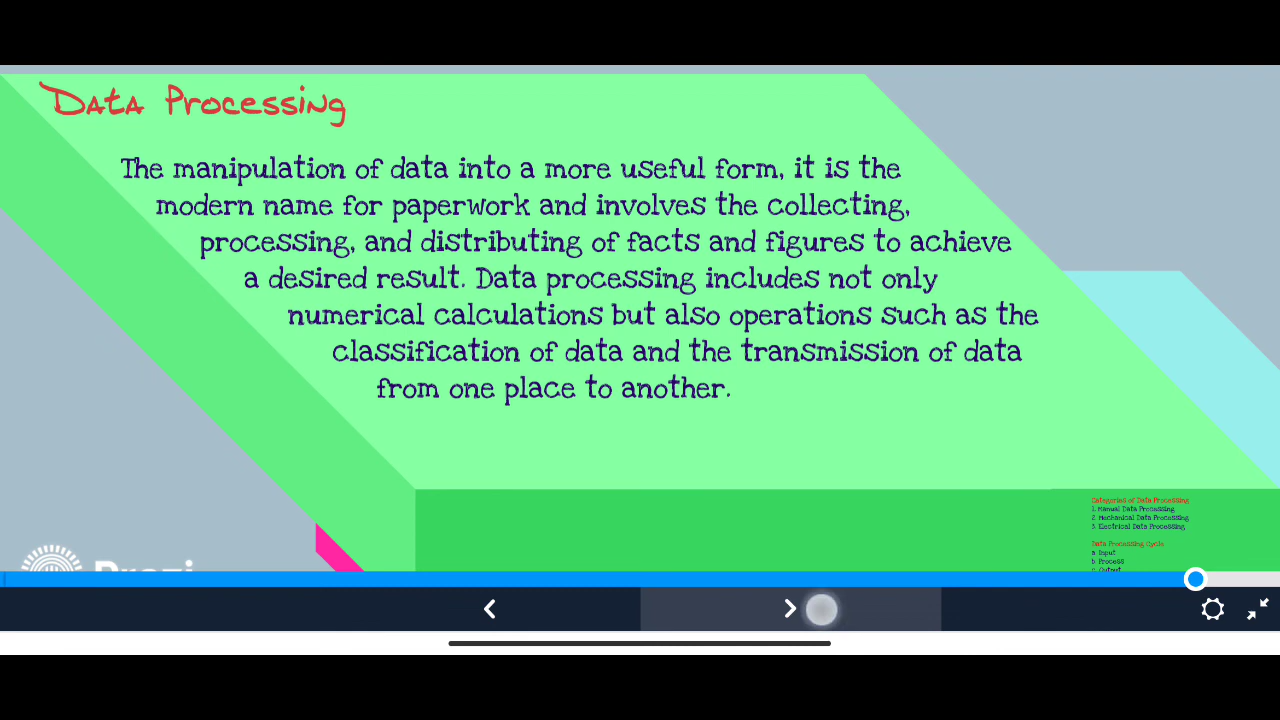 Data Processing
The manipulation of data into a more useful form, it is the
modern name for paperwork and involves the collecting,
processing, and distributing of facts and figures to achieve
a desired result. Data processing includes not only
numerical calculations but also operations such as the
classification of data and the transmission of data
from one place to another.
Categories of Data Processing
1. Manual Data Processing
2. Mechanical Data Processing
3. Electrical Data Processing
Data Processing Cycle
a. Input
b. Process
c. Output
Prezi